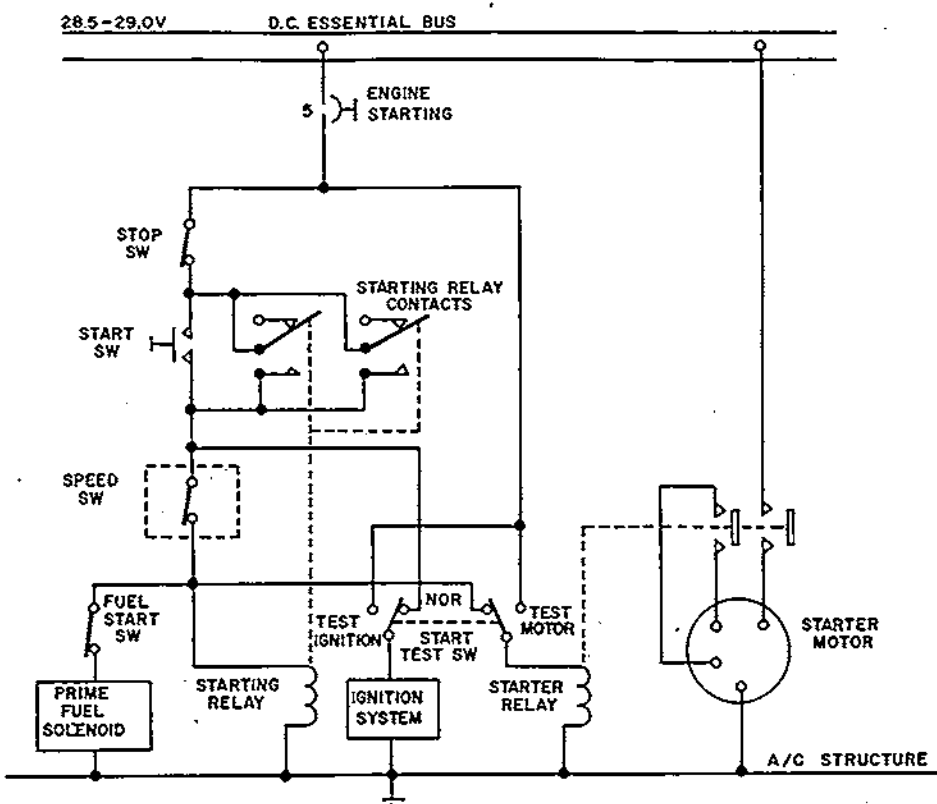 28.5-29.0V
D.C. ESSENTIAL BUS
5
ENGINE
STARTING
STOP
SW
STARTING RELAY
CONTACTS
START
SW
SPEED
SW
FUEL
START
SW
TEST
IGNITION
NOR
START
TEST SW
TEST
MOTOR
STARTER
MOTOR
PRIME
FUEL
SOLENOID
STARTING
RELAY
IGNITION
SYSTEM
STARTER
RELAY
A/C STRUCTURE